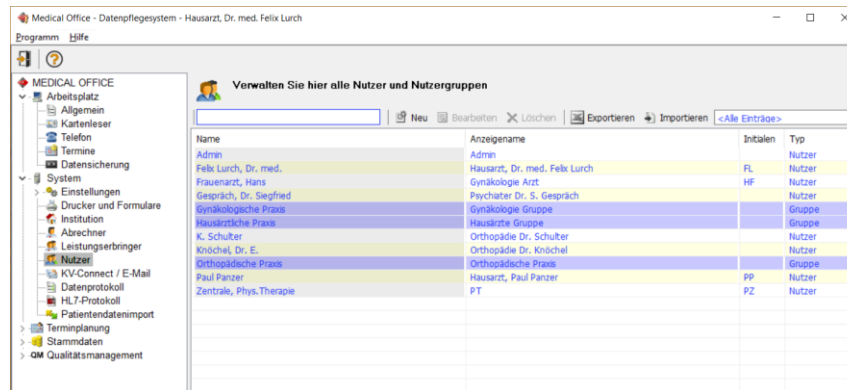 Medical Office - Datenpflegesystem - Hausarzt, Dr. med. Felix Lurch
Programm Hilfe
MEDICAL OFFICE
Arbeitsplatz
Allgemein
Kartenleser
Telefon
Termine
Datensicherung
System
Einstellungen
Drucker und Formulare
Institution
Abrechner
Leistungserbringer
Nutzer
KV-Connect / E-Mail
Datenprotokoll
HL7-Protokoll
Patientendatenimport
Terminplanung
Stammdaten
QM Qualitätsmanagement
Verwalten Sie hier alle Nutzer und Nutzergruppen
Neu Bearbeiten Löschen Exportieren Importieren <Alle Einträge>
Name Anzeigename Initialen Typ
Admin Admin Nutzer
Felix Lurch, Dr. med. Hausarzt, Dr. med. Felix Lurch FL Nutzer
Frauenarzt, Hans Gynäkologie Arzt HF Nutzer
Gespräch, Dr. Siegfried Psychiater Dr. S. Gespräch Nutzer
Gynäkologische Praxis Gynäkologie Gruppe Gruppe
Hausärztliche Praxis Hausärzte Gruppe Gruppe
K. Schulter Orthopädie Dr. Schulter Nutzer
Knöchel, Dr. E. Orthopädie Dr. Knöchel Nutzer
Orthopädische Praxis Orthopädische Praxis Gruppe
Paul Panzer Hausarzt, Paul Panzer PP Nutzer
Zentrale, Phys.Therapie PT PZ Nutzer